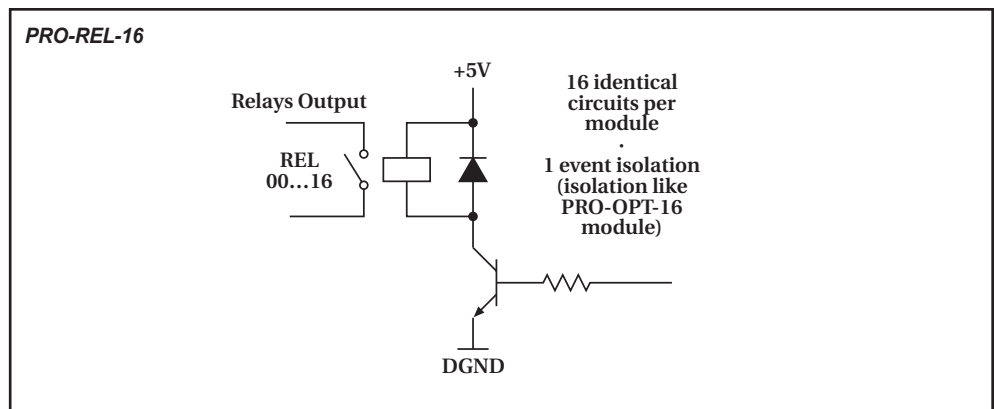 PRO-REL-16
+5V
Relays Output
REL
00...16
16 identical
circuits per
module
·
1 event isolation
(isolation like
PRO-OPT-16
module)
DGND